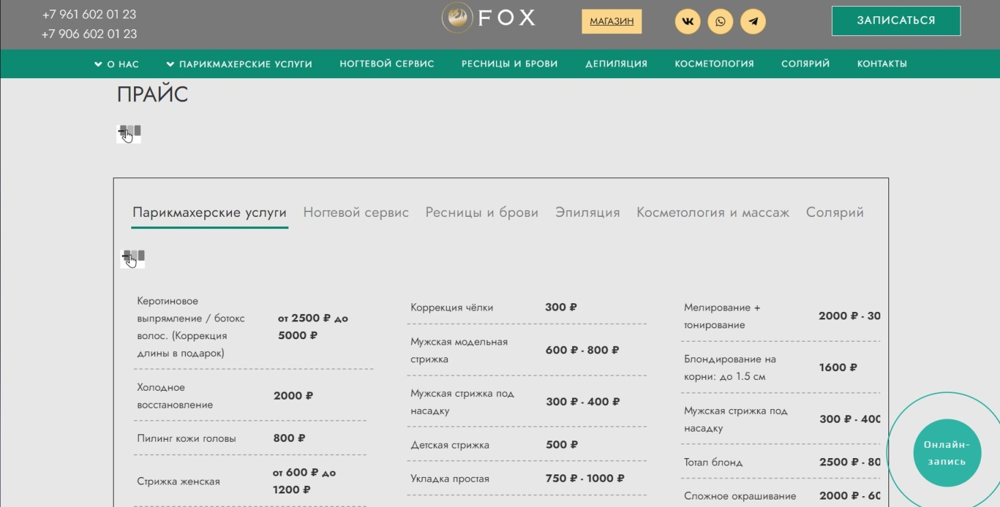 +7 961 602 01 23
+7 906 602 01 23
FOX
МАГАЗИН
ЗАПИСАТЬСЯ
О НАС
ПАРИКМАХЕРСКИЕ УСЛУГИ
НОГТЕВОЙ СЕРВИС
РЕСНИЦЫ И БРОВИ
ДЕПИЛЯЦИЯ
КОСМЕТОЛОГИЯ
СОЛЯРИЙ
КОНТАКТЫ
ПРАЙС
Парикмахерские услуги
Ногтевой сервис
Ресницы и брови
Эпиляция
Косметология и массаж
Солярий
Керотиновое
выпрямление / ботокс
волос. (Коррекция
длины в подарок)
от 2500 ₽ до
5000 ₽
Холодное
восстановление
2000 ₽
Пилинг кожи головы
800 ₽
Стрижка женская
от 600 ₽ до
1200 ₽
Коррекция чёлки
300 ₽
Мужская модельная
стрижка
600 ₽ - 800 ₽
Мужская стрижка под
насадку
300 ₽ - 400 ₽
Детская стрижка
500 ₽
Укладка простая
750 ₽ - 1000 ₽
Мелирование +
тонирование
2000 ₽ - 30
Блондирование на
корни: до 1.5 см
1600 ₽
Мужская стрижка под
насадку
300 ₽ - 400
Тотал блонд
2500 ₽ - 80
Сложное окрашивание
2000 ₽ - 60
Онлайн-
запись